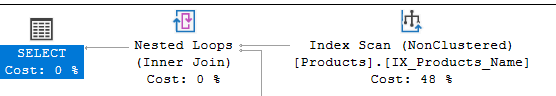 SELECT
Cost: 0 %
Nested Loops
(Inner Join)
Cost: 0 %
Index Scan (NonClustered)
[Products].[IX_Products_Name]
Cost: 48 %